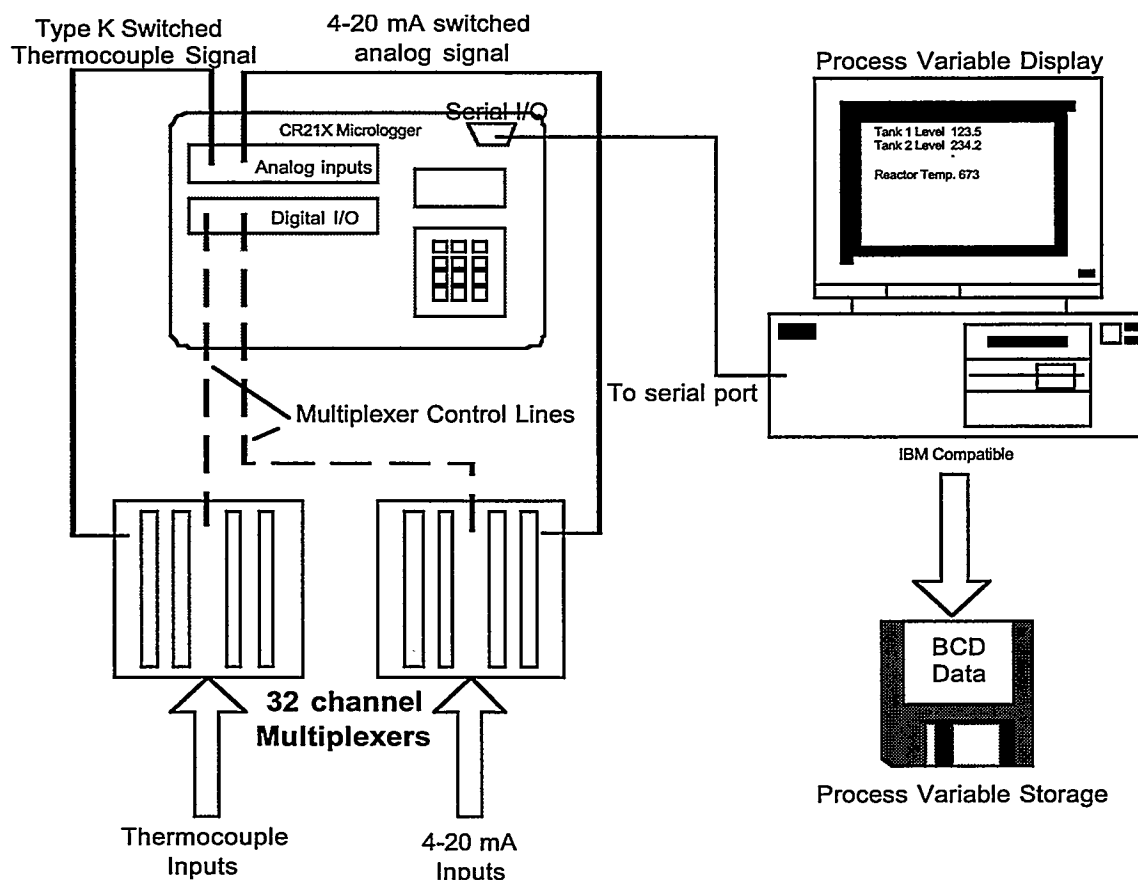 Type K Switched
Thermocouple Signal
4-20 mA switched
analog signal
Process Variable Display
Serial I/O
CR21X Micrologger
Analog inputs
Digital I/O
Tank 1 Level 123.5
Tank 2 Level 234.2
Reactor Temp. 673
To serial port
Multiplexer Control Lines
IBM Compatible
BCD
Data
32 channel
Multiplexers
Process Variable Storage
Thermocouple
Inputs
4-20 mA
Inputs